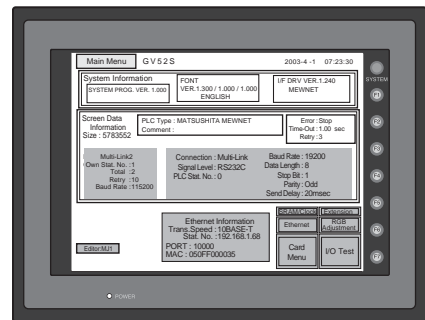 Main Menu GV52S 2003-4 -1 07:23:30
System Information
SYSTEM PROG. VER. 1.000
FONT
VER.1.300 / 1.000 / 1.000
ENGLISH
I/F DRV VER.1.240
MEWNET
SYSTEM
F1
F2
F3
F4
F5
F6
F7
Screen Data
Information
Size : 5783552
PLC Type : MATSUSHITA MEWNET
Comment :
Error : Stop
Time-Out : 1.00 sec
Retry : 3
Multi-Link2
Own Stat. No. : 1
Total : 2
Retry : 10
Baud Rate : 115200
Connection : Multi-Link
Signal Level : RS232C
PLC Stat. No. : 0
Baud Rate : 19200
Data Length : 8
Stop Bit : 1
Parity : Odd
Send Delay : 20msec
Ethernet Information
Trans.Speed : 10BASE-T
Stat. No. : 192.168.1.68
PORT : 10000
MAC : 050FF000035
SRAM/Clock
Extension
Ethernet
RGB
Adjustment
Card
Menu
I/O Test
Editor:MJ1
POWER